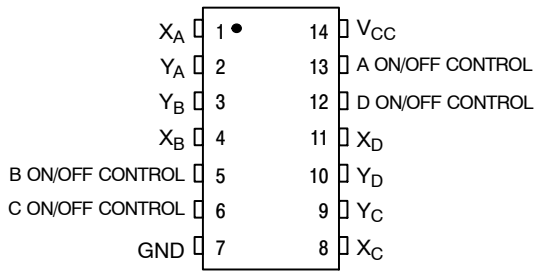 X_A 1 14 V_CC
Y_A 2 13 A ON/OFF CONTROL
Y_B 3 12 D ON/OFF CONTROL
X_B 4 11 X_D
B ON/OFF CONTROL 5 10 Y_D
C ON/OFF CONTROL 6 9 Y_C
GND 7 8 X_C